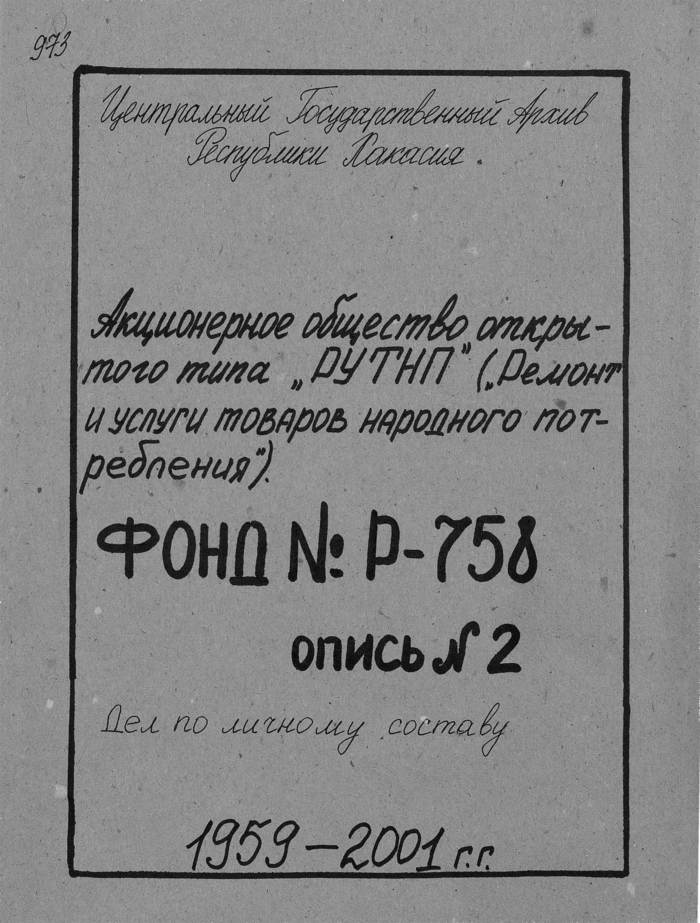 973
Центральный Государственный Архив
Республики Хакасия.
Акционерное общество откры-
того типа „РУТНП" („Ремонт
и услуги товаров народного пот-
ребления").
ФОНД № Р-758
опись N 2
Дел по личному составу
1959-2001 г.г.